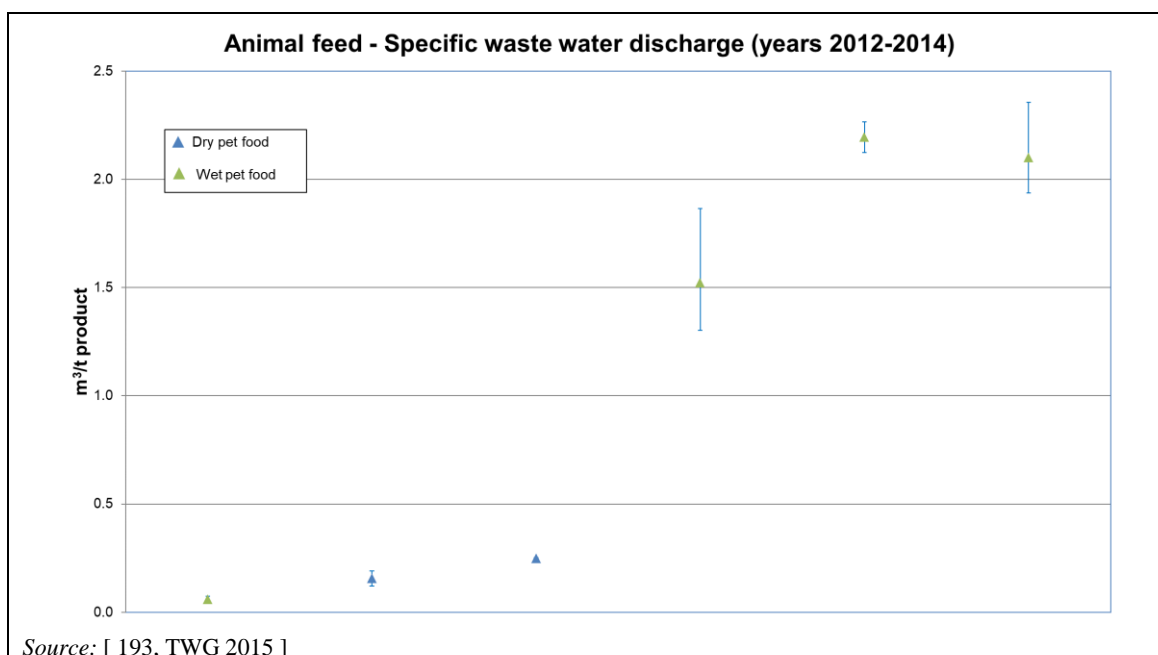 Animal feed - Specific waste water discharge (years 2012-2014)
2.5
Dry pet food
Wet pet food
2.0
1.5
m³/t product
1.0
0.5
0.0
Source: [ 193, TWG 2015 ]